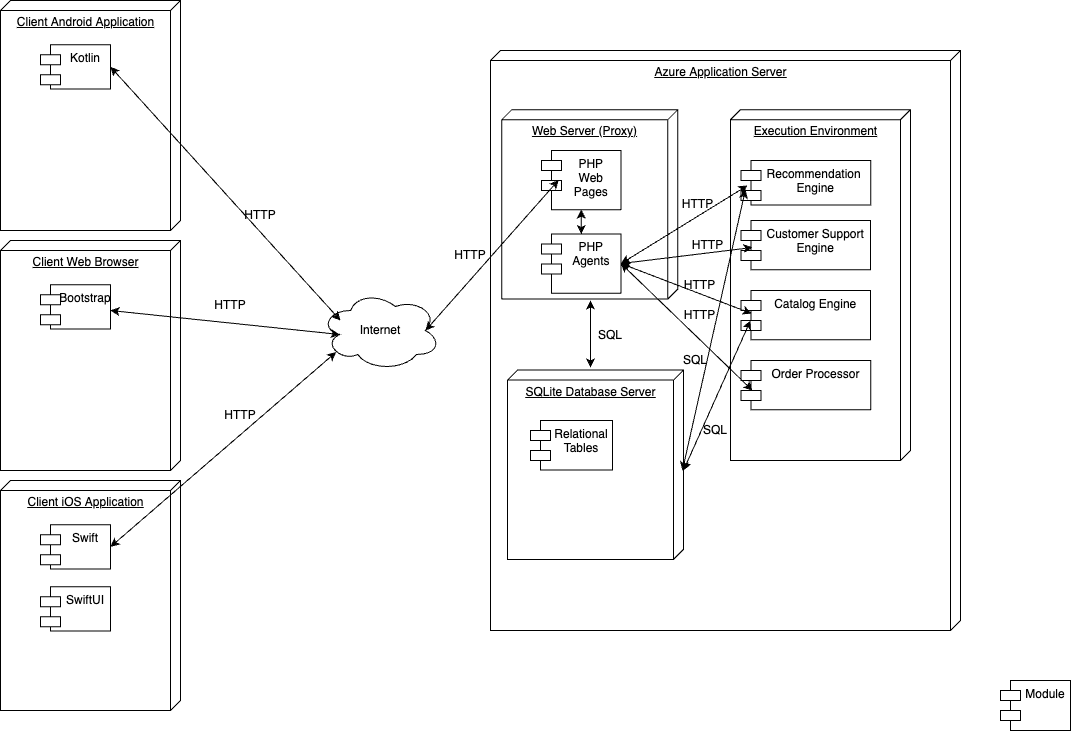 Client Android Application
Kotlin
HTTP
Client Web Browser
Bootstrap
HTTP
Client iOS Application
Swift
SwiftUI
HTTP
Internet
HTTP
Azure Application Server
Web Server (Proxy)
PHP
Web
Pages
PHP
Agents
HTTP
HTTP
HTTP
HTTP
SQL
SQL
SQL
Execution Environment
Recommendation
Engine
Customer Support
Engine
Catalog Engine
Order Processor
SQLite Database Server
Relational
Tables
Module